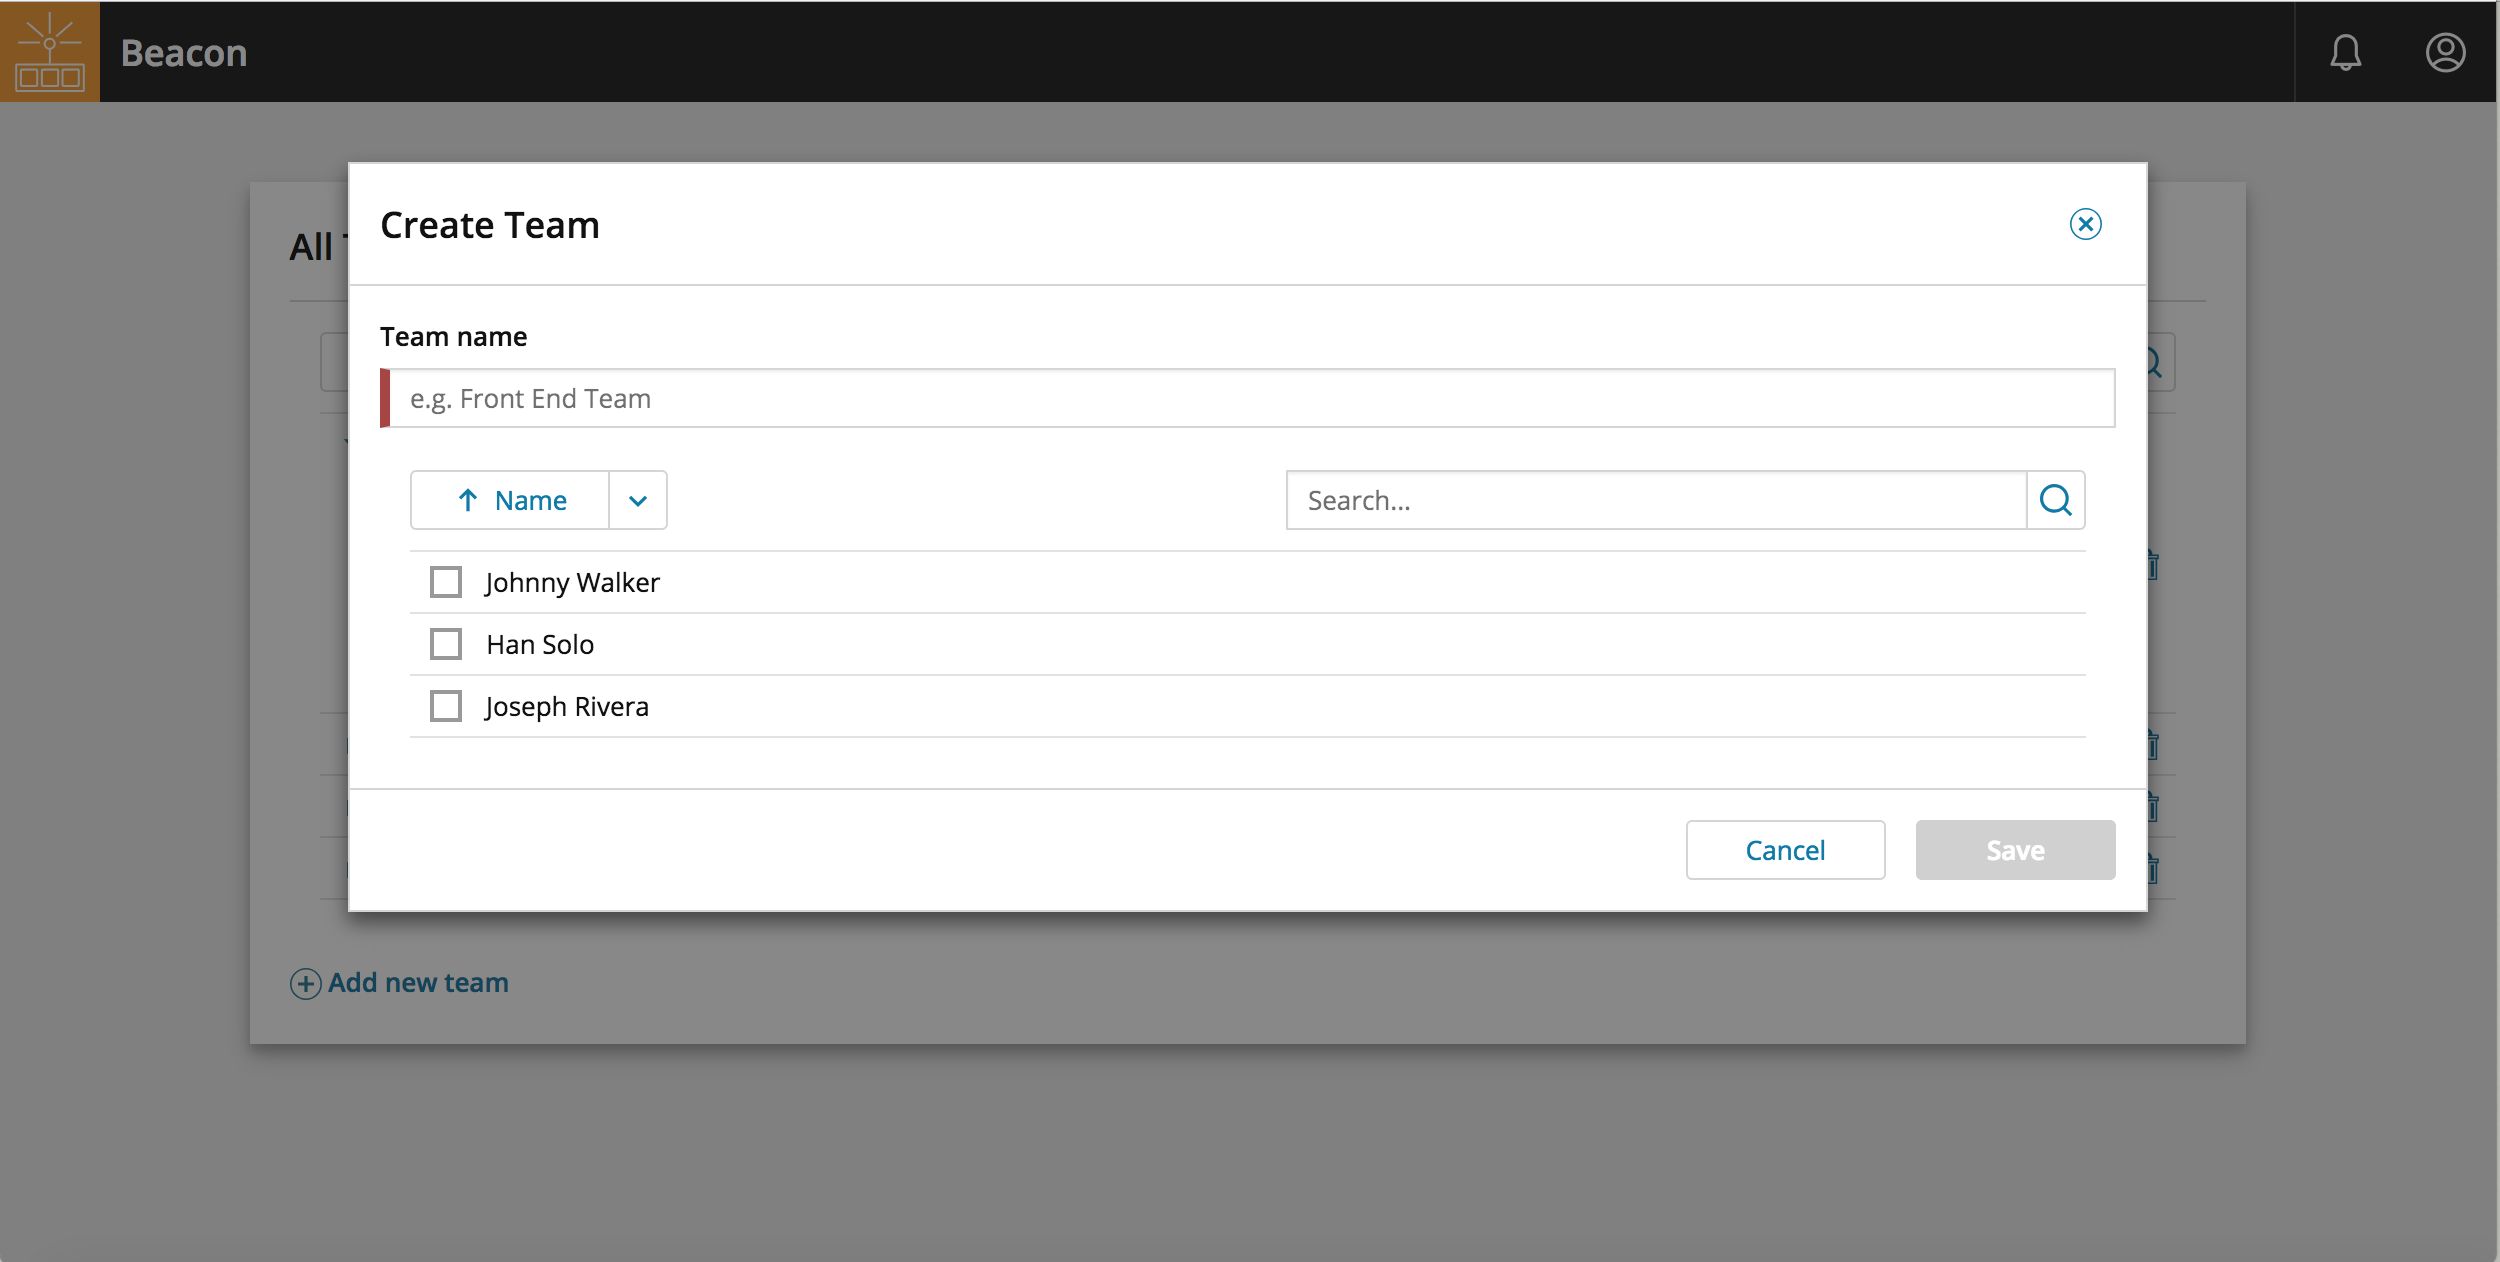 Beacon
All
Create Team
Team name
e.g. Front End Team
Name
Search...
Johnny Walker
Han Solo
Joseph Rivera
Cancel
Save
Add new team